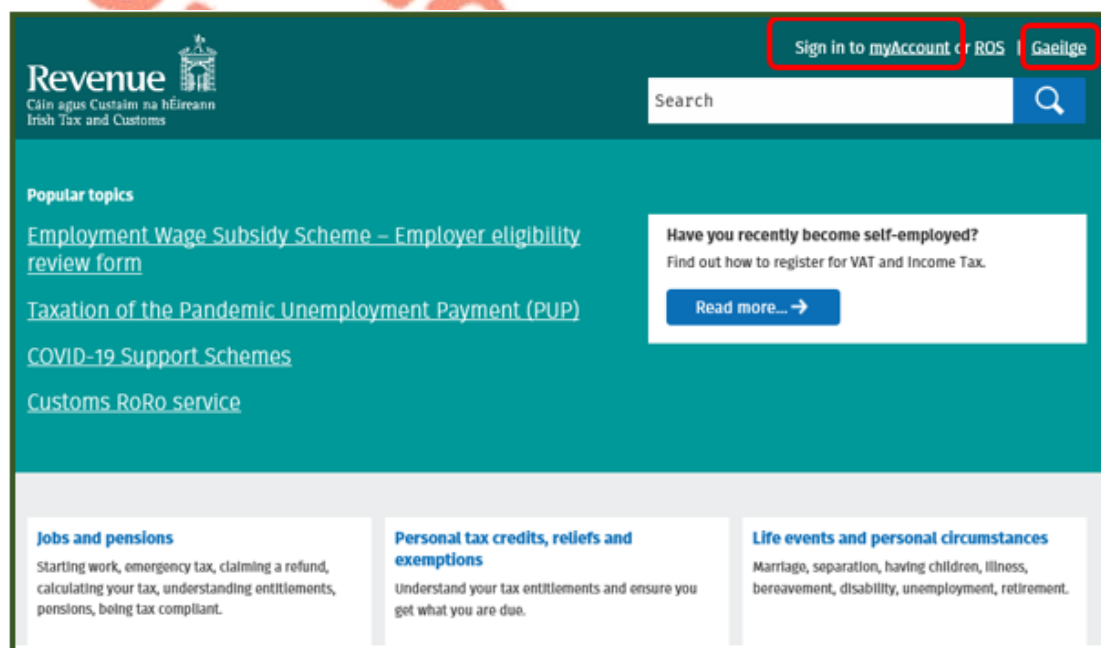 Sign in to myAccount or ROS | Gaeilge
Revenue
Cáin agus Custaim na hÉireann
Irish Tax and Customs
Search
Popular topics
Employment Wage Subsidy Scheme – Employer eligibility
review form
Taxation of the Pandemic Unemployment Payment (PUP)
COVID-19 Support Schemes
Customs RoRo service
Have you recently become self-employed?
Find out how to register for VAT and Income Tax.
Read more...→
Jobs and pensions
Starting work, emergency tax, claiming a refund,
calculating your tax, understanding entitlements,
pensions, being tax compliant.
Personal tax credits, reliefs and
exemptions
Understand your tax entitlements and ensure you
get what you are due.
Life events and personal circumstances
Marriage, separation, having children, illness,
bereavement, disability, unemployment, retirement.